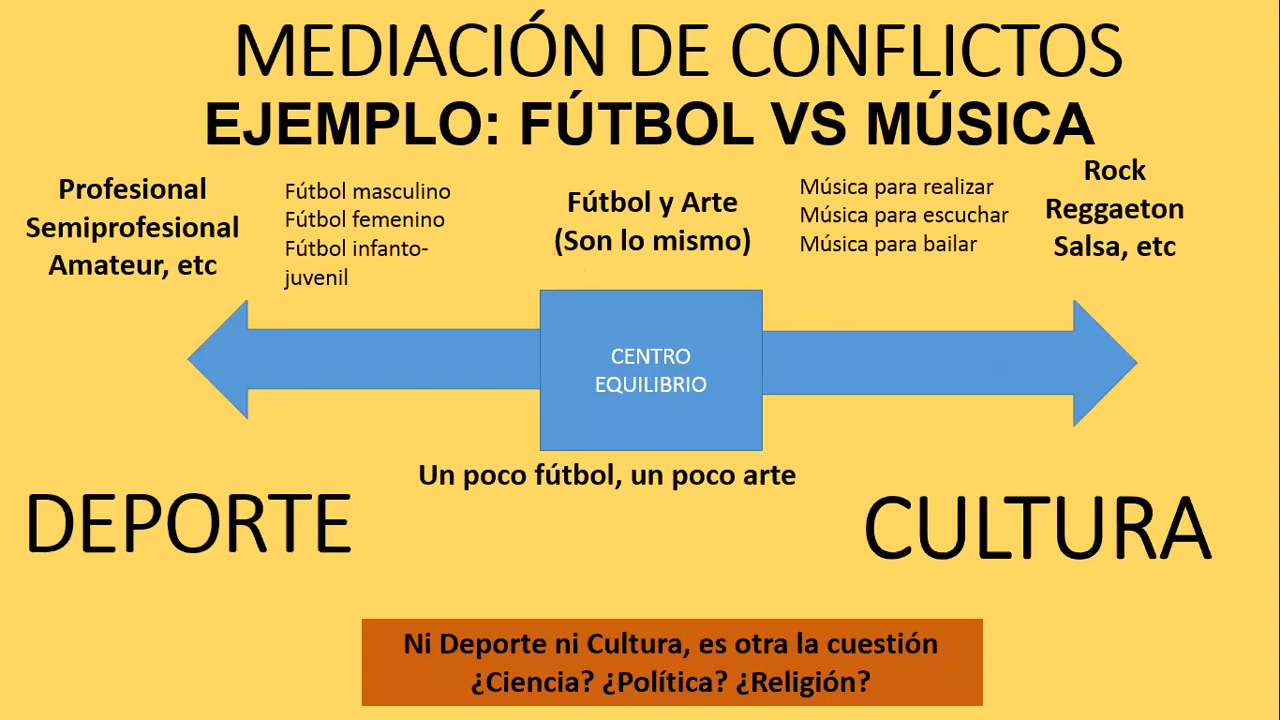 MEDIACIÓN DE CONFLICTOS
EJEMPLO: FÚTBOL VS MÚSICA
Profesional
Semiprofesional
Amateur, etc
Fútbol masculino
Fútbol femenino
Fútbol infanto-
juvenil
Fútbol y Arte
(Son lo mismo)
Música para realizar
Música para escuchar
Música para bailar
Rock
Reggaeton
Salsa, etc
CENTRO
EQUILIBRIO
Un poco fútbol, un poco arte
DEPORTE
CULTURA
Ni Deporte ni Cultura, es otra la cuestión
¿Ciencia? ¿Política? ¿Religión?